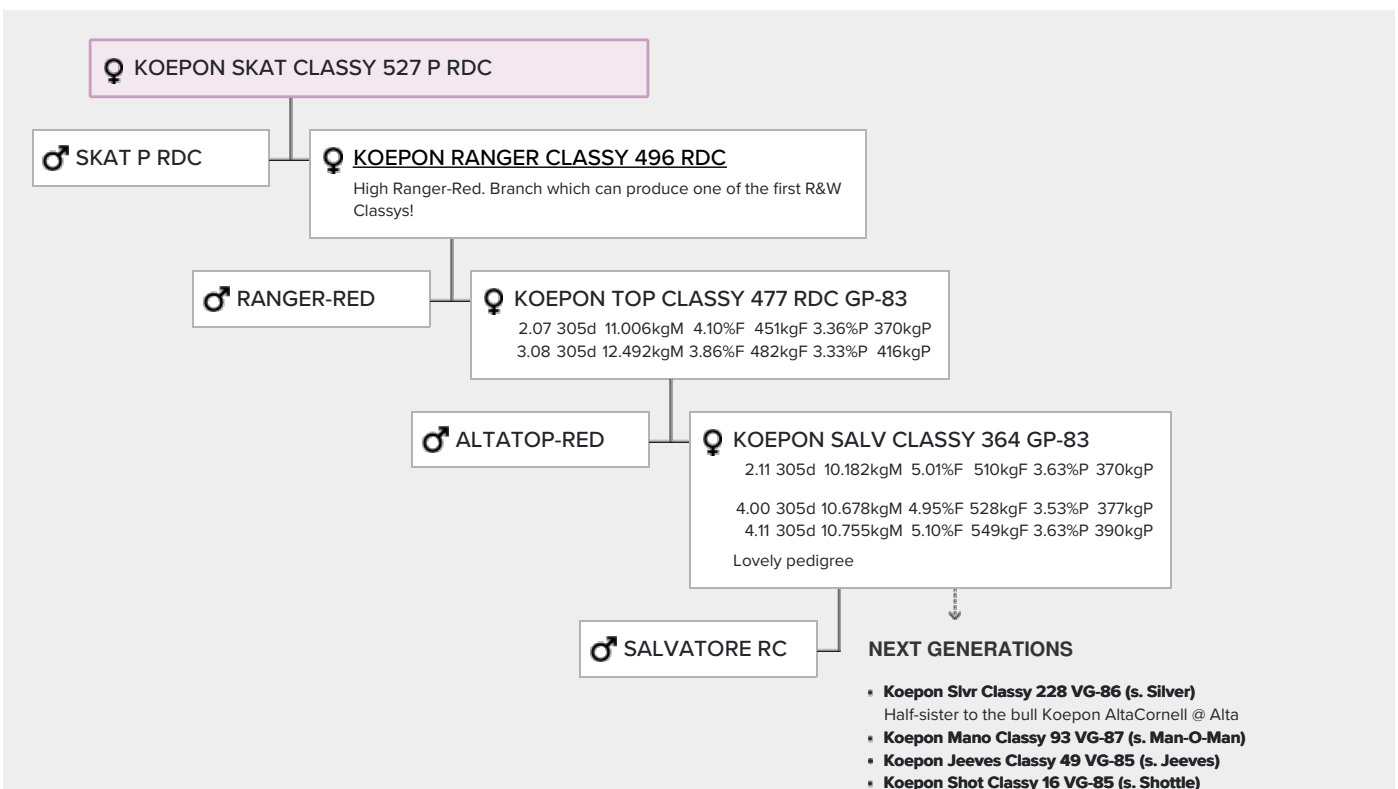 KOEPON SKAT CLASSY 527 P RDC
SKAT P RDC
KOEPON RANGER CLASSY 496 RDC
High Ranger-Red. Branch which can produce one of the first R&W
Classys!
RANGER-RED
KOEPON TOP CLASSY 477 RDC GP-83
2.07 305d 11.006kgM 4.10%F 451kgF 3.36%P 370kgP
3.08 305d 12.492kgM 3.86%F 482kgF 3.33%P 416kgP
ALTATOP-RED
KOEPON SALV CLASSY 364 GP-83
2.11 305d 10.182kgM 5.01%F 510kgF 3.63%P 370kgP
4.00 305d 10.678kgM 4.95%F 528kgF 3.53%P 377kgP
4.11 305d 10.755kgM 5.10%F 549kgF 3.63%P 390kgP
Lovely pedigree
SALVATORE RC
NEXT GENERATIONS
Koepon Slvr Classy 228 VG-86 (s. Silver)
Half-sister to the bull Koepon AltaCornell @ Alta
Koepon Mano Classy 93 VG-87 (s. Man-O-Man)
Koepon Jeeves Classy 49 VG-85 (s. Jeeves)
Koepon Shot Classy 16 VG-85 (s. Shottle)